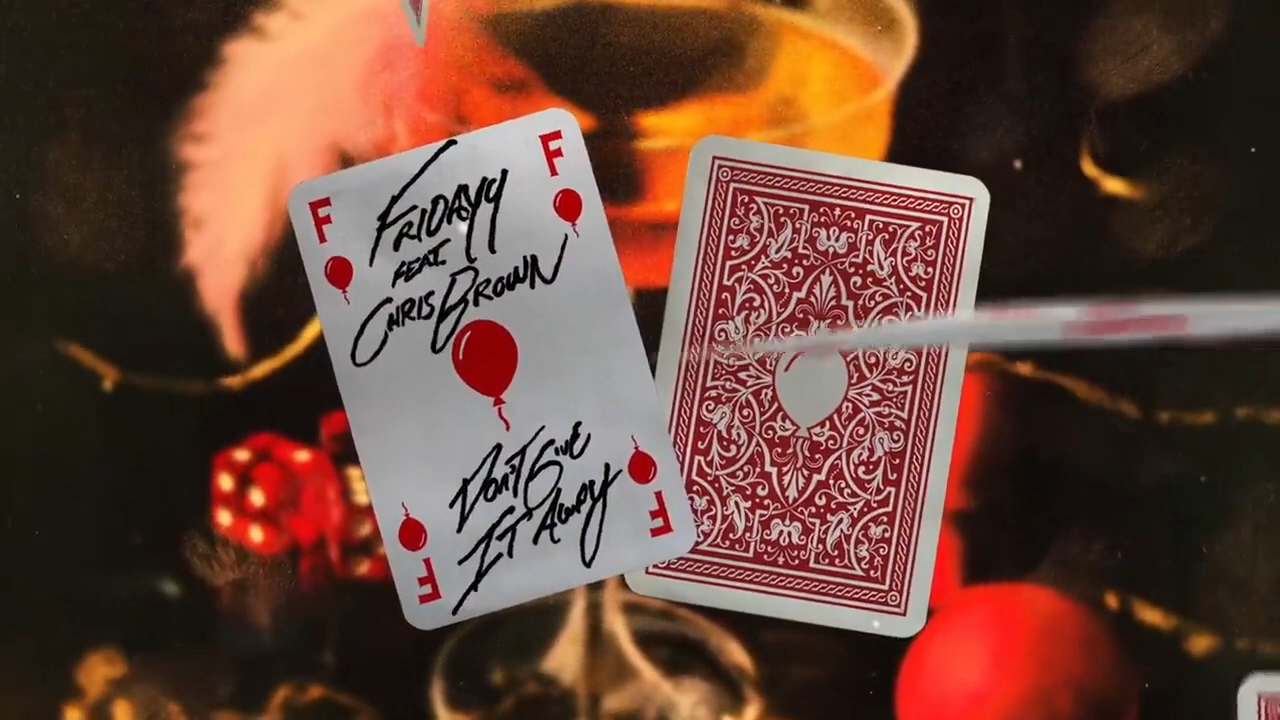 F
F
FRIDAYY
FEAT.
CHRIS BROWN
DON'T GIVE
IT AWAY
F
F